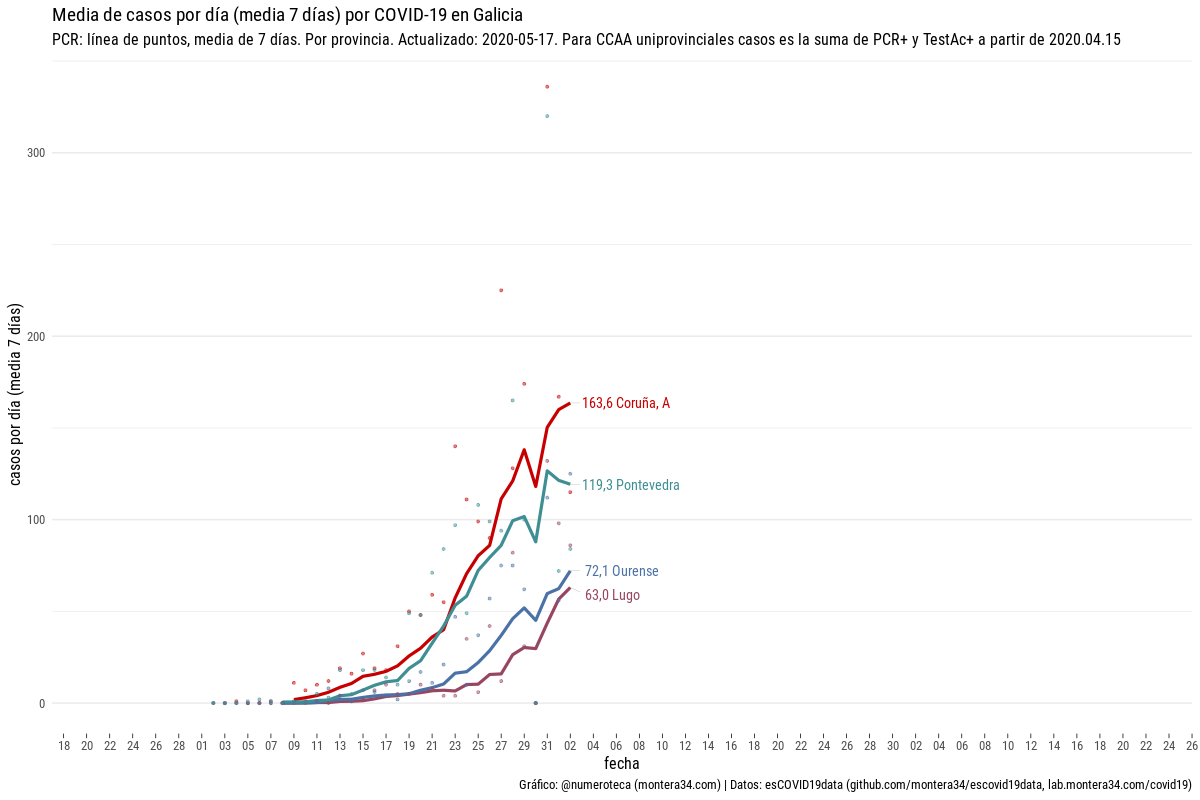 Media de casos por día (media 7 días) por COVID-19 en Galicia
PCR: línea de puntos, media de 7 días. Por provincia. Actualizado: 2020-05-17. Para CCAA uniprovinciales casos es la suma de PCR+ y TestAc+ a partir de 2020.04.15
300
200
100
0
casos por día (media 7 días)
163,6 Coruña, A
119,3 Pontevedra
72,1 Ourense
63,0 Lugo
18 20 22 24 26 28 01 03 05 07 09 11 13 15 17 19 21 23 25 27 29 31 02 04 06 08 10 12 14 16 18 20 22 24 26 28 30 02 04 06 08 10 12 14 16 18 20 22 24 26
fecha
Gráfico: @numeroteca (montera34.com) | Datos: esCOVID19data (github.com/montera34/escovid19data, lab.montera34.com/covid19)